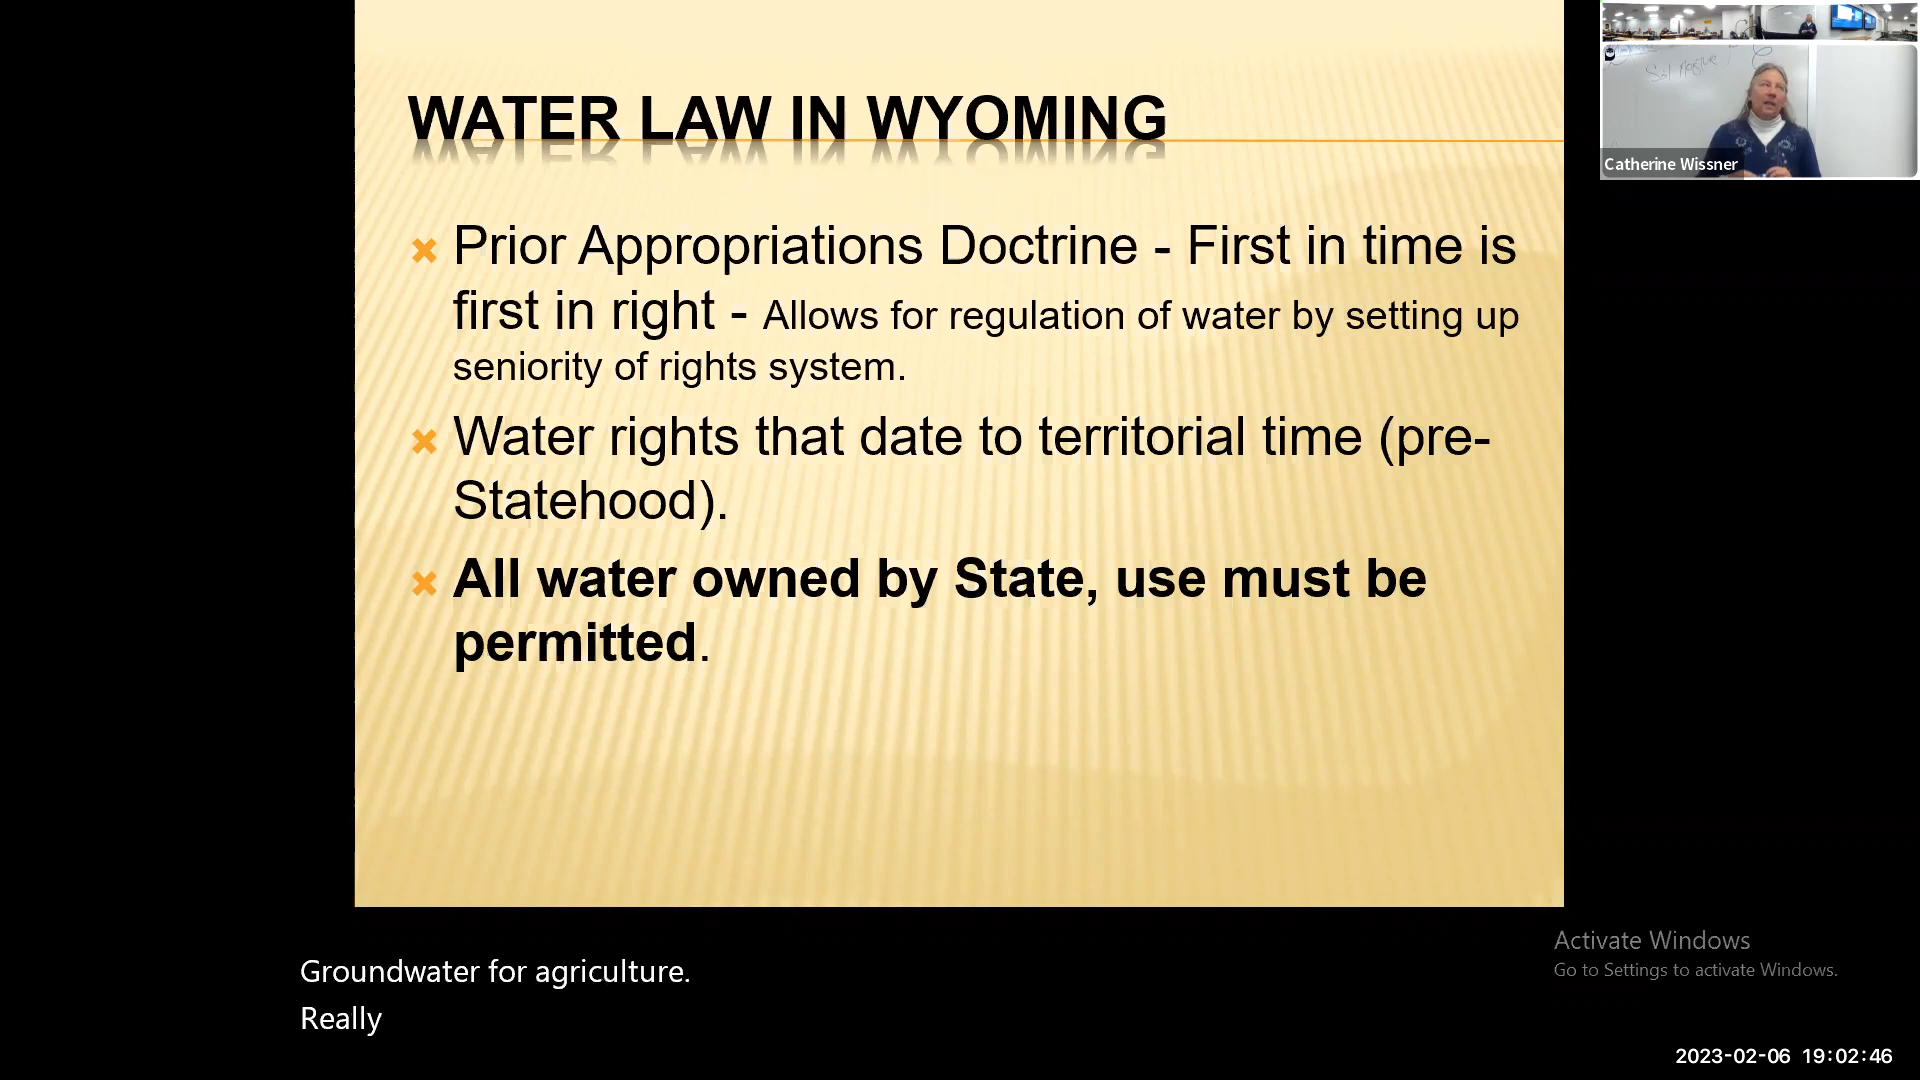 WATER LAW IN WYOMING
Prior Appropriations Doctrine - First in time is
first in right - Allows for regulation of water by setting up
seniority of rights system.
Water rights that date to territorial time (pre-
Statehood).
All water owned by State, use must be
permitted.
Soil Moisture
Catherine Wissner
Groundwater for agriculture.
Really
Activate Windows
Go to Settings to activate Windows.
2023-02-06 19:02:46